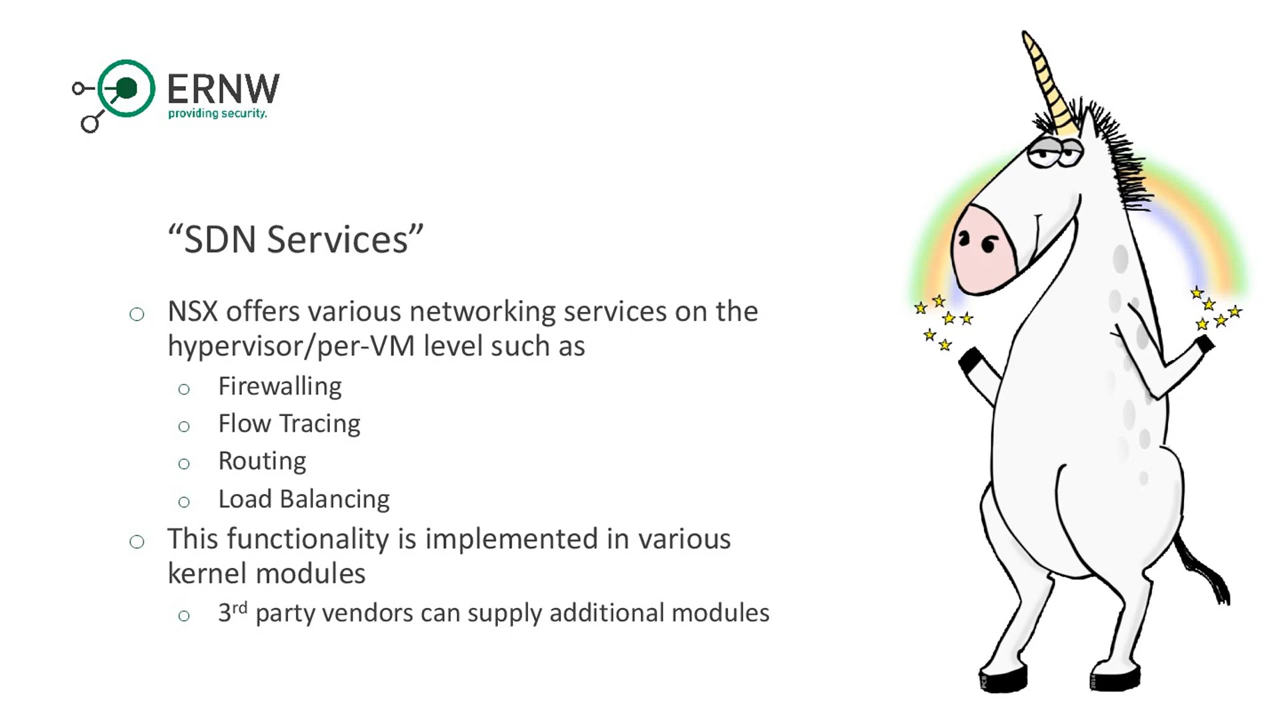 ERNW
providing security.
“SDN Services”
o NSX offers various networking services on the
hypervisor/per-VM level such as
o Firewalling
o Flow Tracing
o Routing
o Load Balancing
o This functionality is implemented in various
kernel modules
o 3rd party vendors can supply additional modules